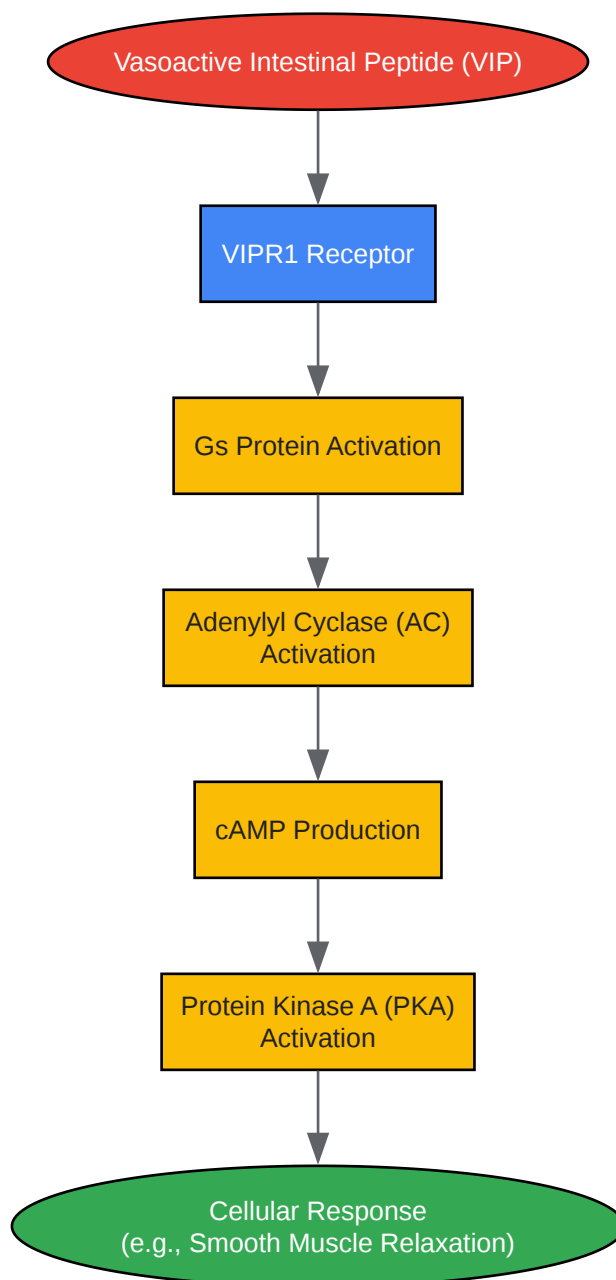 Vasoactive Intestinal Peptide (VIP)
VIPR1 Receptor
Gs Protein Activation
Adenylyl Cyclase (AC)
Activation
cAMP Production
Protein Kinase A (PKA)
Activation
Cellular Response
(e.g., Smooth Muscle Relaxation)